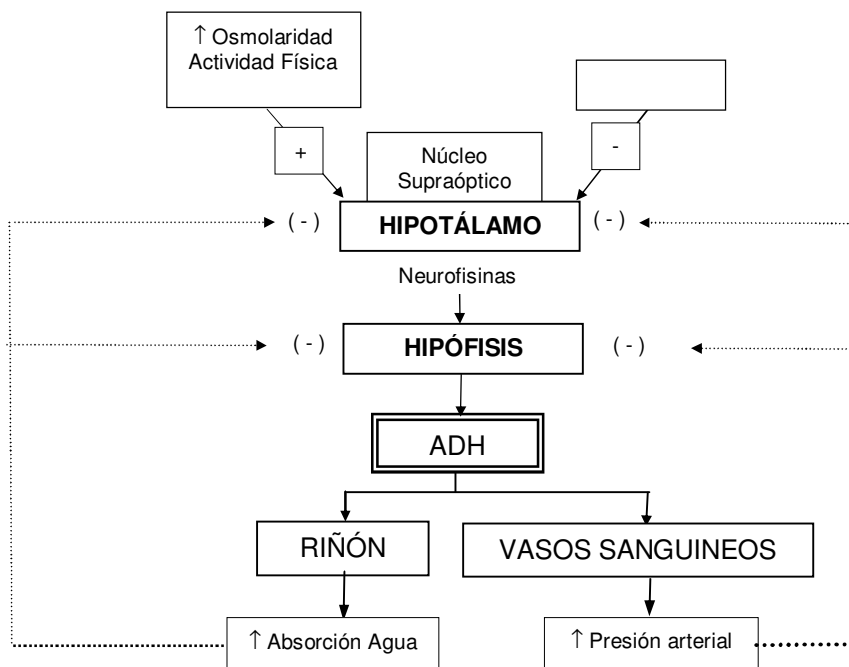 ↑ Osmolaridad
Actividad Física
+
-
Núcleo
Supraóptico
( - )
HIPOTÁLAMO
( - )
Neurofisinas
( - )
HIPÓFISIS
( - )
ADH
RIÑÓN
VASOS SANGUINEOS
↑ Absorción Agua
↑ Presión arterial